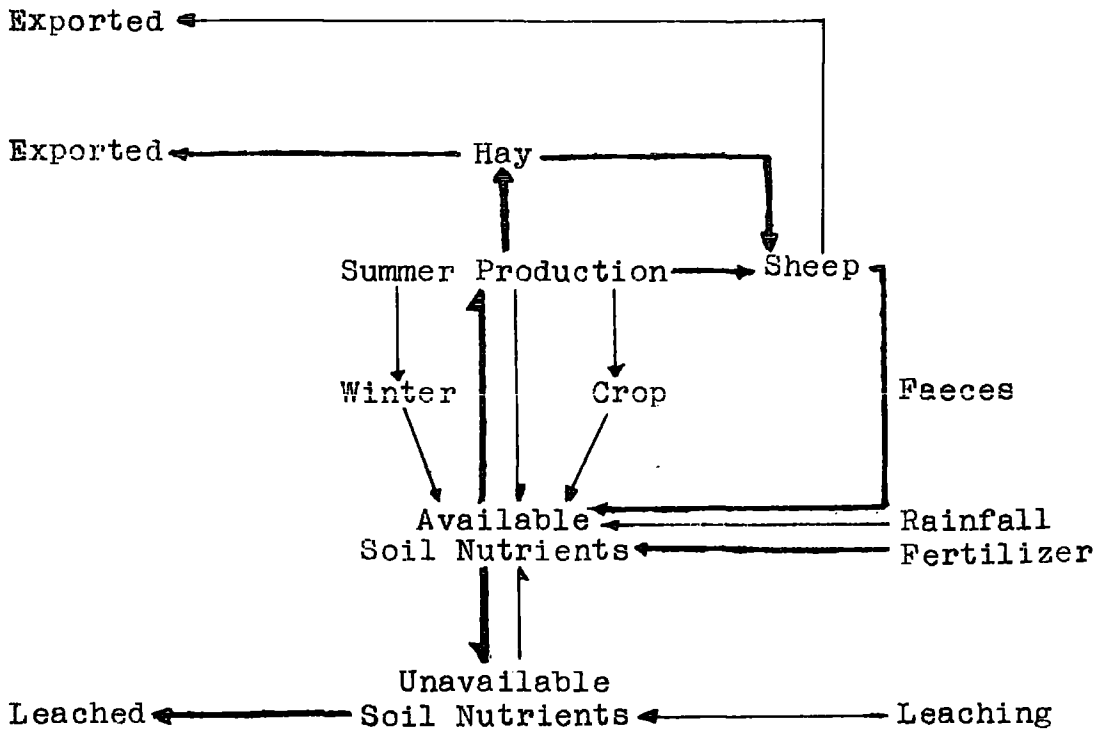 Exported
Exported Hay
Summer Production Sheep
Winter Crop Faeces
Available Rainfall
Soil Nutrients Fertilizer
Unavailable
Leached Soil Nutrients Leaching